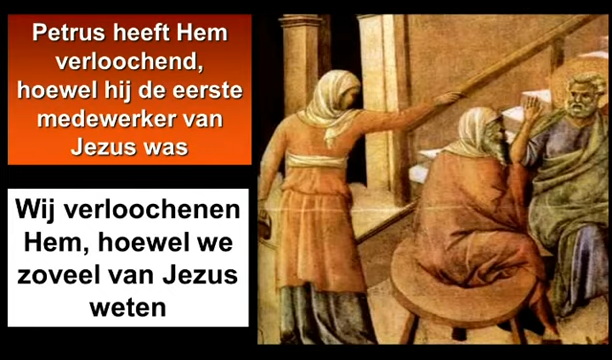 Petrus heeft Hem
verloochend,
hoewel hij de eerste
medewerker van
Jezus was
Wij verloochenen
Hem, hoewel we
zoveel van Jezus
weten